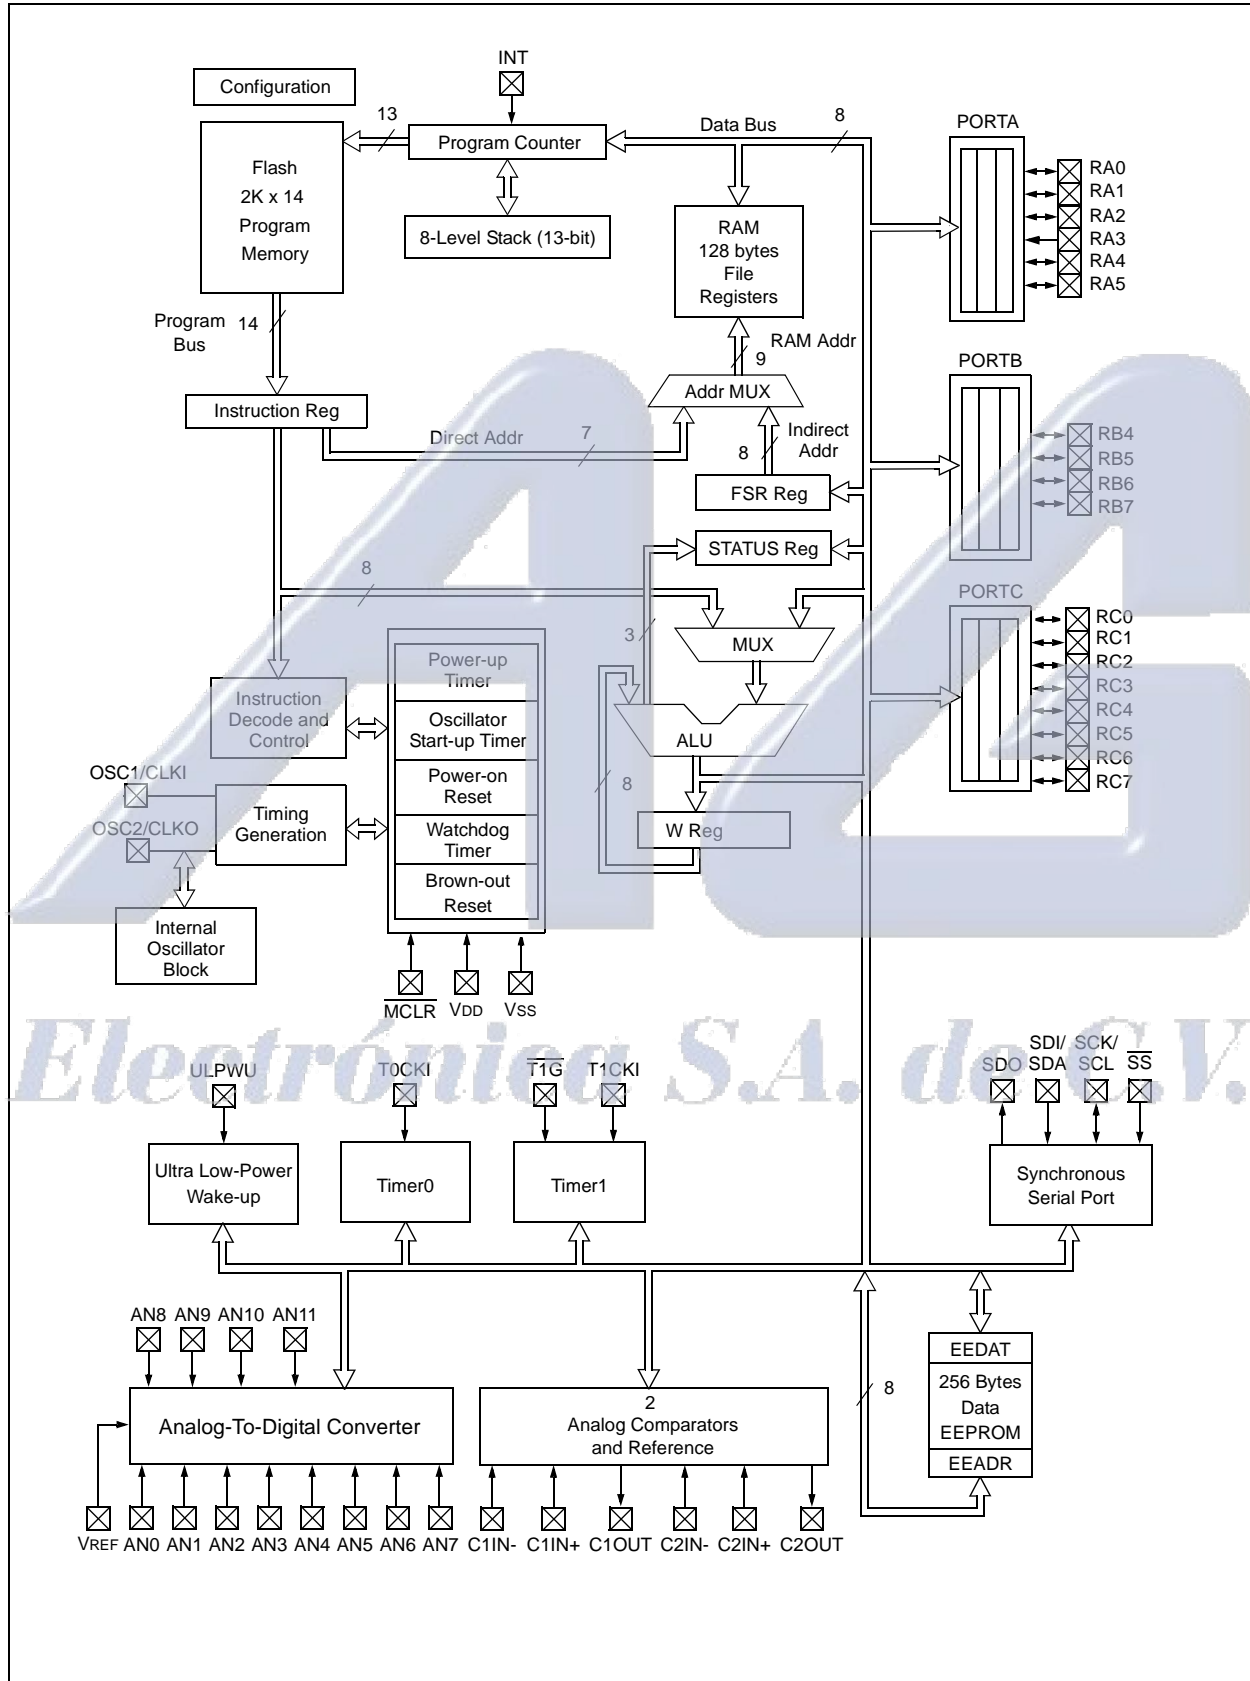 INT
Configuration
13
Program Counter
Data Bus
8
PORTA
Flash
2K x 14
Program
Memory
8-Level Stack (13-bit)
RAM
128 bytes
File
Registers
RA0
RA1
RA2
RA3
RA4
RA5
Program
Bus
14
RAM Addr
9
PORTB
Addr MUX
Instruction Reg
Direct Addr
7
Indirect
Addr
8
FSR Reg
RB4
RB5
RB6
RB7
STATUS Reg
8
PORTC
3
MUX
RC0
RC1
RC2
RC3
RC4
RC5
RC6
RC7
Power-up
Timer
Instruction
Decode and
Control
Oscillator
Start-up Timer
ALU
OSC1/CLKI
Power-on
Reset
8
Timing
Generation
OSC2/CLKO
Watchdog
Timer
W Reg
Brown-out
Reset
Internal
Oscillator
Block
MCLR
VDD
VSS
Electrónica S.A. de C.V.
ULPWU
T0CKI
T1G
T1CKI
SDO
SDI/
SDA
SCK/
SCL
SS
Ultra Low-Power
Wake-up
Timer0
Timer1
Synchronous
Serial Port
AN8
AN9
AN10
AN11
EEDAT
256 Bytes
Data
EEPROM
EEADR
8
Analog-To-Digital Converter
2
Analog Comparators
and Reference
VREF
AN0
AN1
AN2
AN3
AN4
AN5
AN6
AN7
C1IN-
C1IN+
C1OUT
C2IN-
C2IN+
C2OUT
AG